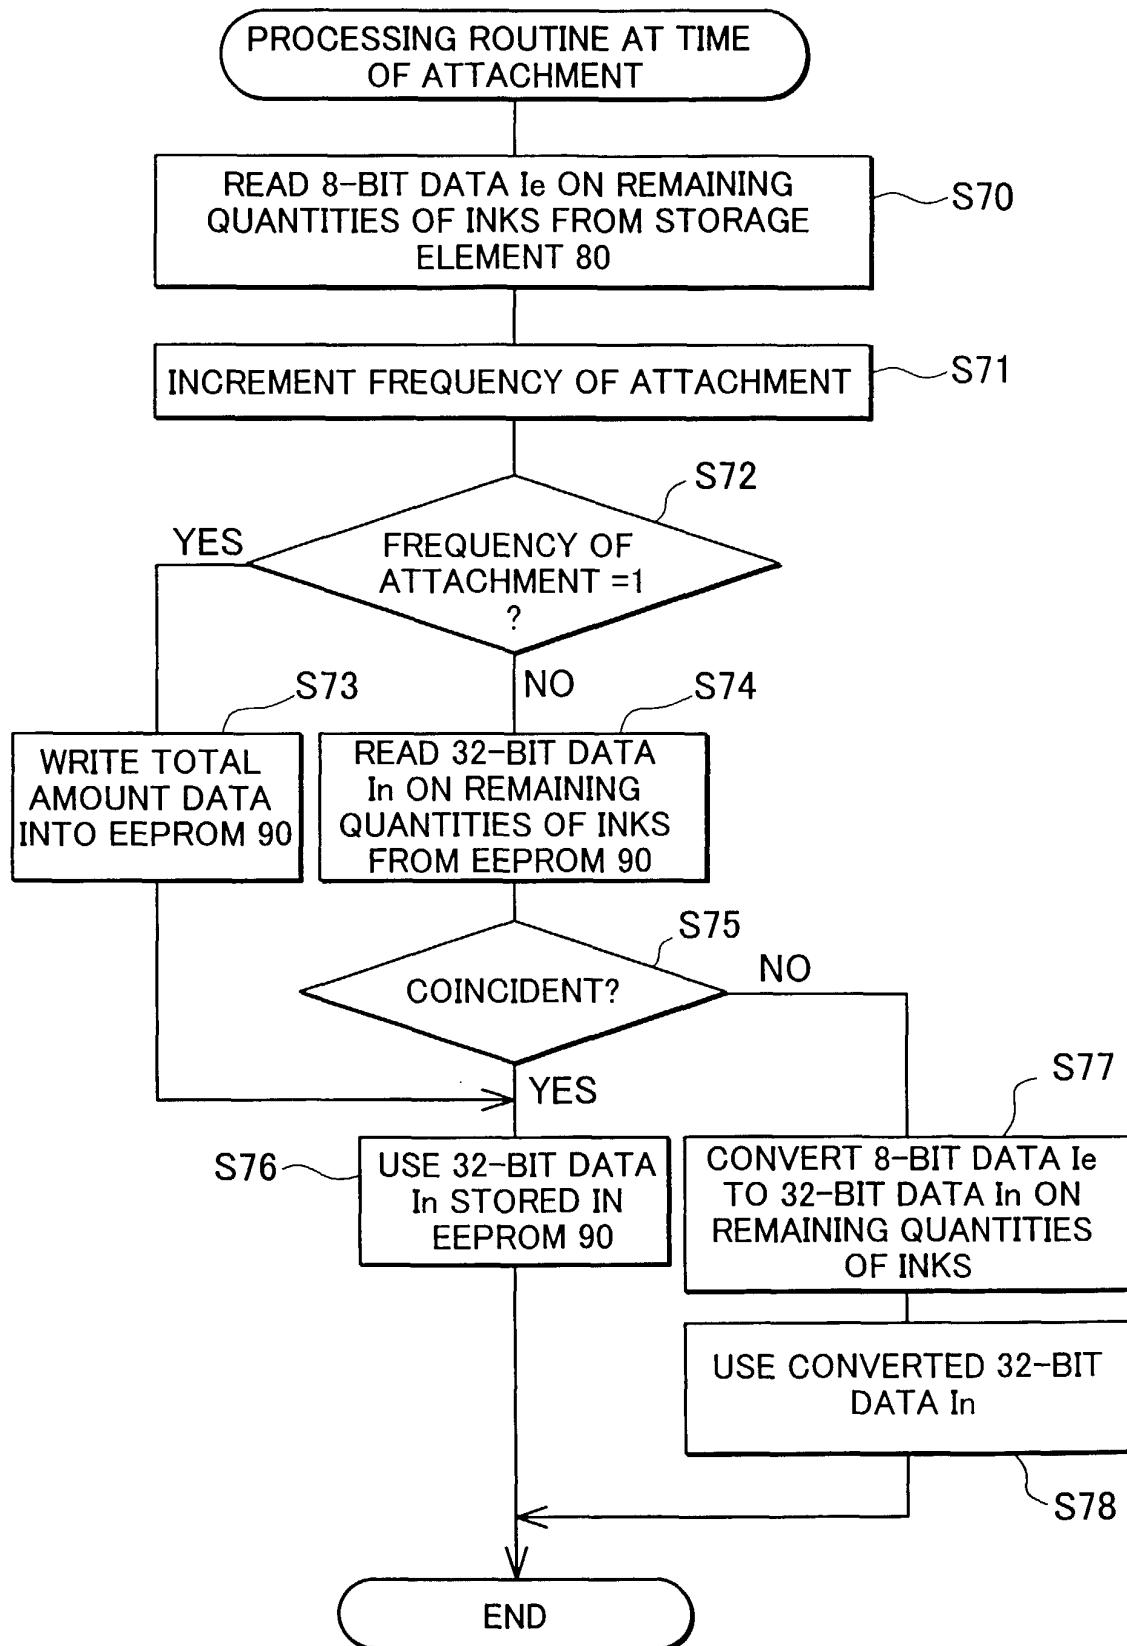 PROCESSING ROUTINE AT TIME
OF ATTACHMENT
READ 8-BIT DATA Ie ON REMAINING
QUANTITIES OF INKS FROM STORAGE
ELEMENT 80
S70
INCREMENT FREQUENCY OF ATTACHMENT
S71
S72
YES
FREQUENCY OF
ATTACHMENT =1
?
NO
S73
S74
WRITE TOTAL
AMOUNT DATA
INTO EEPROM 90
READ 32-BIT DATA
In ON REMAINING
QUANTITIES OF INKS
FROM EEPROM 90
S75
COINCIDENT?
NO
YES
S77
S76
USE 32-BIT DATA
In STORED IN
EEPROM 90
CONVERT 8-BIT DATA Ie
TO 32-BIT DATA In ON
REMAINING QUANTITIES
OF INKS
USE CONVERTED 32-BIT
DATA In
S78
END